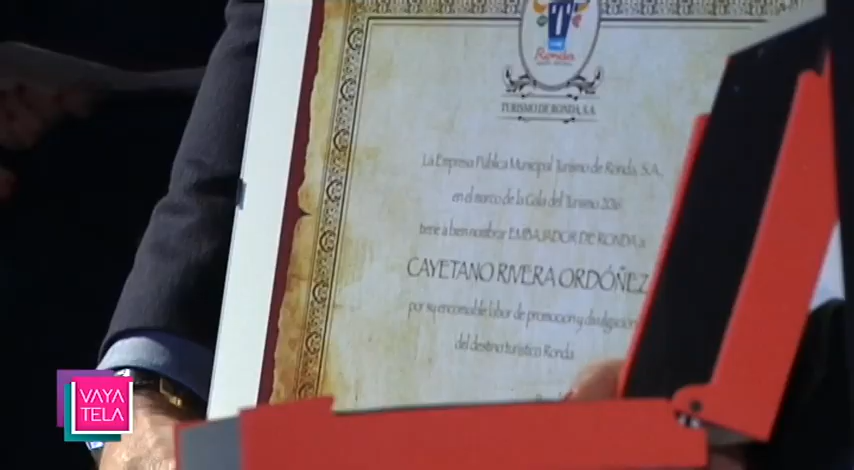 Ronda
TURISMO DE RONDA, S.A.
La Empresa Pública Municipal Turismo de Ronda, S.A.,
en el marco de la Gala del Turismo 2016
tiene a bien nombrar EMBAJADOR DE RONDA a
CAYETANO RIVERA ORDÓÑEZ
por su encomiable labor de promoción y divulgación
del destino turístico Ronda
VAYA
TELA